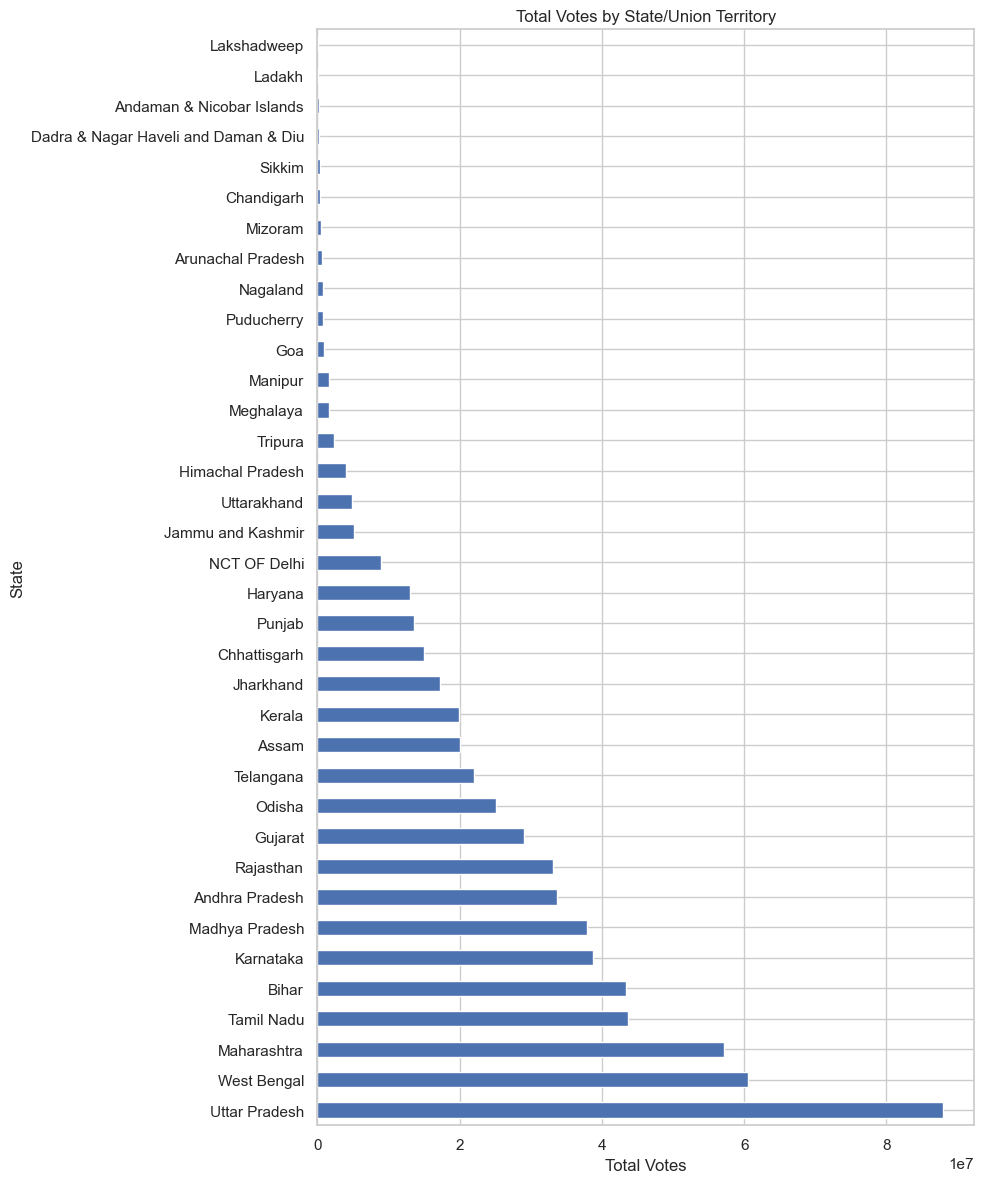 Total Votes by State/Union Territory
Lakshadweep
Ladakh
Andaman & Nicobar Islands
Dadra & Nagar Haveli and Daman & Diu
Sikkim
Chandigarh
Mizoram
Arunachal Pradesh
Nagaland
Puducherry
Goa
Manipur
Meghalaya
Tripura
Himachal Pradesh
Uttarakhand
Jammu and Kashmir
NCT OF Delhi
Haryana
Punjab
Chhattisgarh
Jharkhand
Kerala
Assam
Telangana
Odisha
Gujarat
Rajasthan
Andhra Pradesh
Madhya Pradesh
Karnataka
Bihar
Tamil Nadu
Maharashtra
West Bengal
Uttar Pradesh
State
0 2 4 6 8
1e7
Total Votes